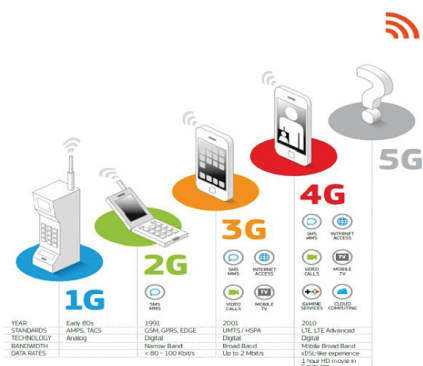 5G
4G
SMS MMS
INTERNET ACCESS
VIDEO CALLS
MOBILE TV
GAMING SERVICES
CLOUD COMPUTING
3G
SMS MMS
INTERNET ACCESS
VIDEO CALLS
MOBILE TV
2G
SMS MMS
1G
YEAR Early 80s 1991 2001 2010
STANDARDS AMPS, TACS GSM, GPRS, EDGE UMTS / HSPA LTE, LTE Advanced
TECHNOLOGY Analog Digital Digital Digital
BANDWIDTH Narrow Band Broad Band Mobile Broad Band
DATA RATES < 80 - 100 Kbit/s Up to 2 Mbit/s xDSL-like experience
1 hour HD movie in